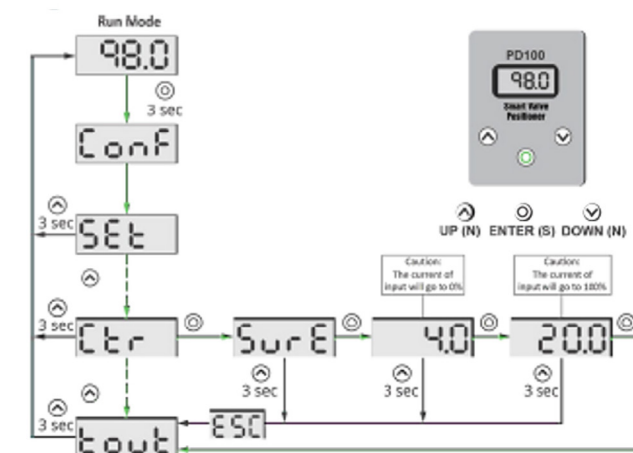 Run Mode
98.0
3 sec
PD100
98.0
Smart Valve
Positioner
ConF
3 sec
SEt
UP (N) ENTER (S) DOWN (N)
Caution:
The current of
input will go to 0%
Caution:
The current of
input will go to 100%
3 sec
Ctr
SurE
4.0
20.0
3 sec
3 sec
3 sec
3 sec
ESC
tout